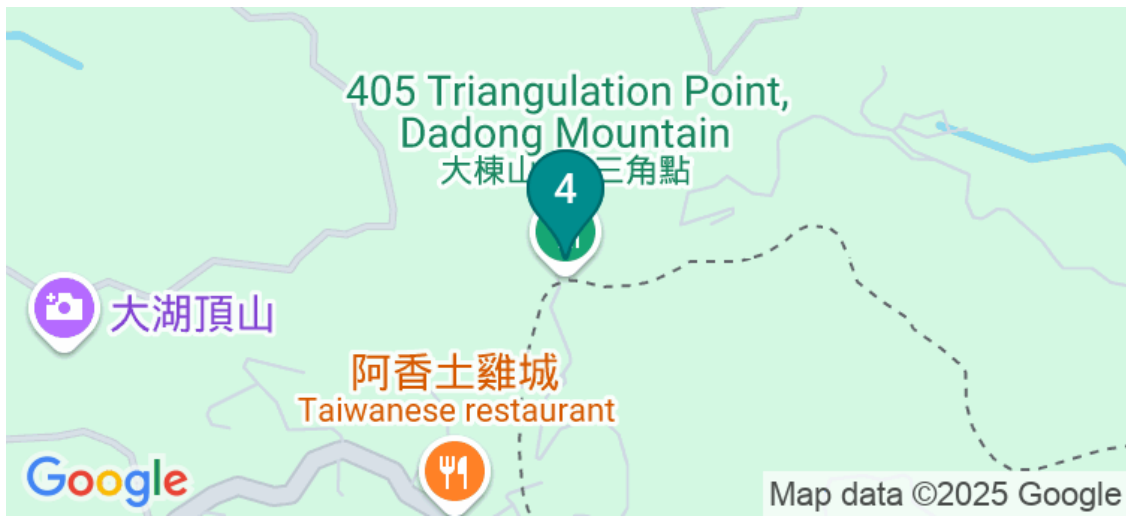 405 Triangulation Point,
Dadong Mountain
大棟山 三角點
4
大湖頂山
阿香土雞城
Taiwanese restaurant
Google
Map data ©2025 Google